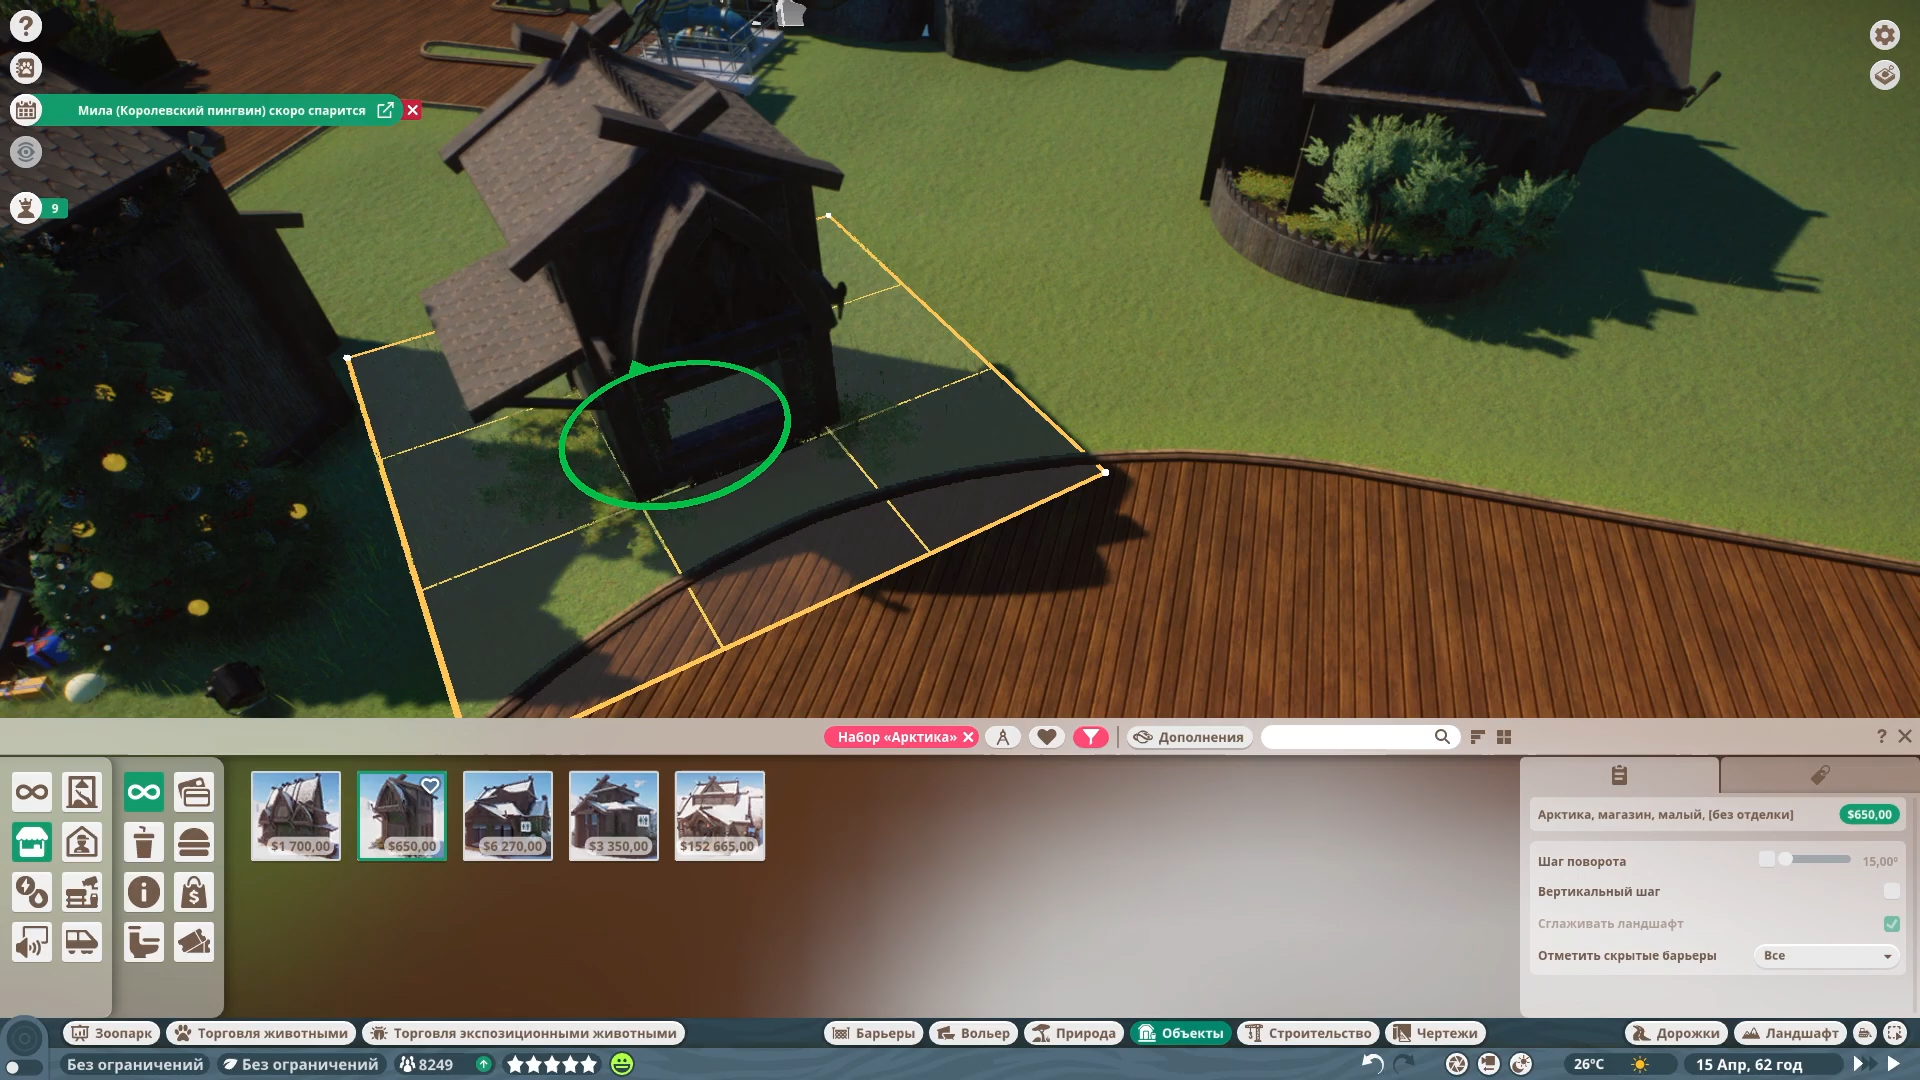 ?
Мила (Королевский пингвин) скоро спарится
9
Набор «Арктика»
Дополнения
?
$1 700,00
$650,00
$6 270,00
$3 350,00
$152 665,00
Арктика, магазин, малый, [без отделки]
$650,00
Шаг поворота
15,00°
Вертикальный шаг
Сглаживать ландшафт
Отметить скрытые барьеры
Все
Зоопарк
Торговля животными
Торговля экспозиционными животными
Барьеры
Вольер
Природа
Объекты
Строительство
Чертежи
Дорожки
Ландшафт
Без ограничений
Без ограничений
8249
26°C
15 Апр, 62 год